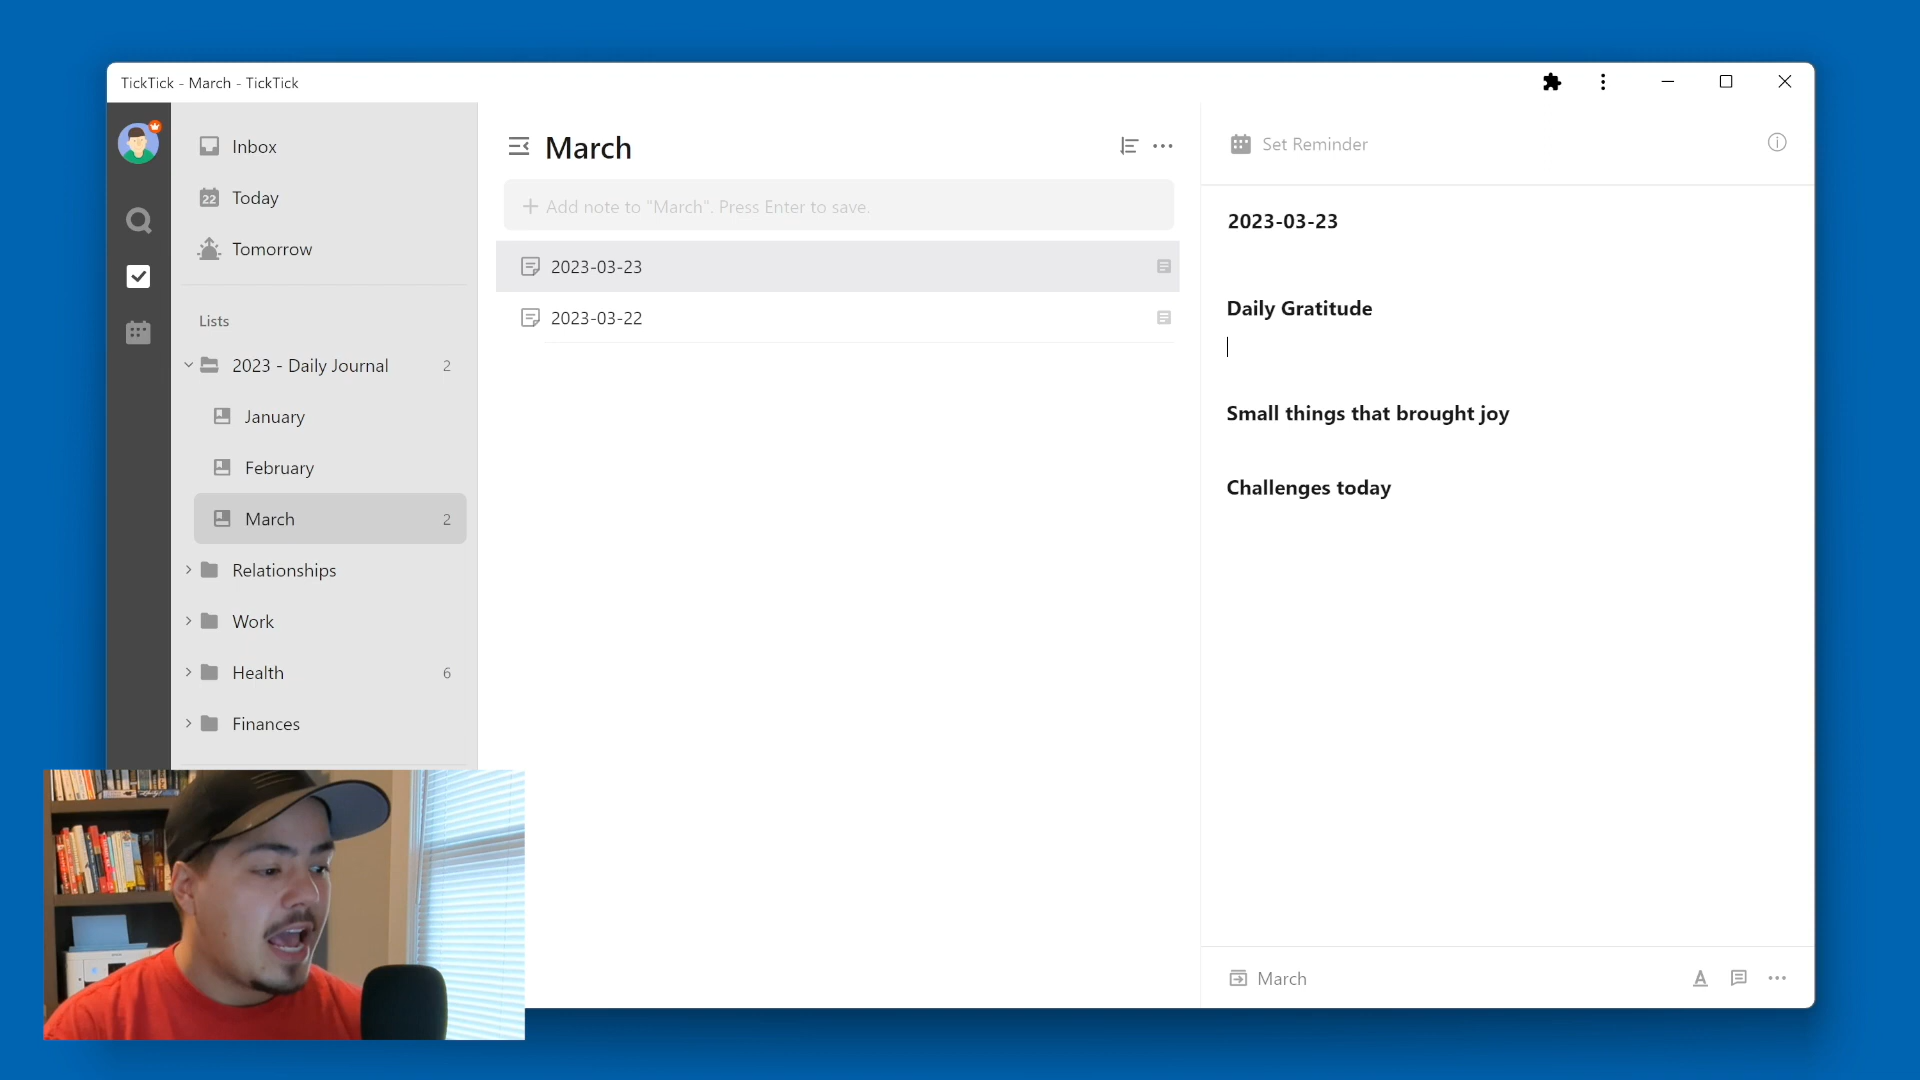 TickTick - March - TickTick
Inbox
22
Today
Tomorrow
Lists
2023 - Daily Journal 2
January
February
March 2
Relationships
Work
Health 6
Finances
March
Add note to "March". Press Enter to save.
2023-03-23
2023-03-22
Set Reminder
2023-03-23
Daily Gratitude
Small things that brought joy
Challenges today
March
A